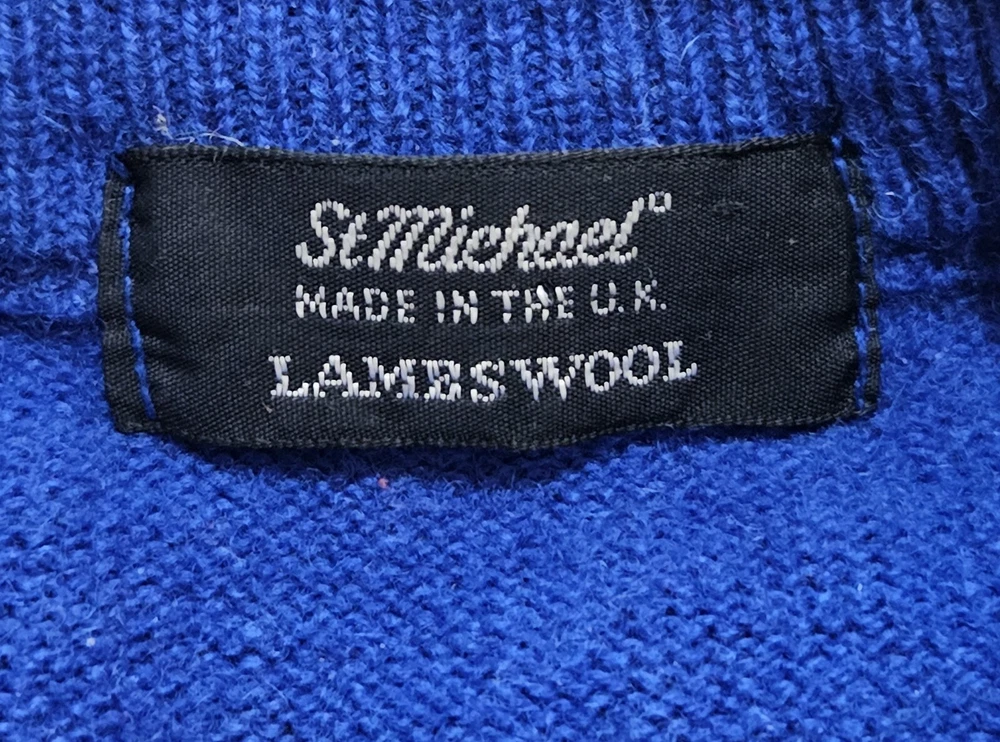 St Michael®
MADE IN THE U.K.
LAMBSWOOL